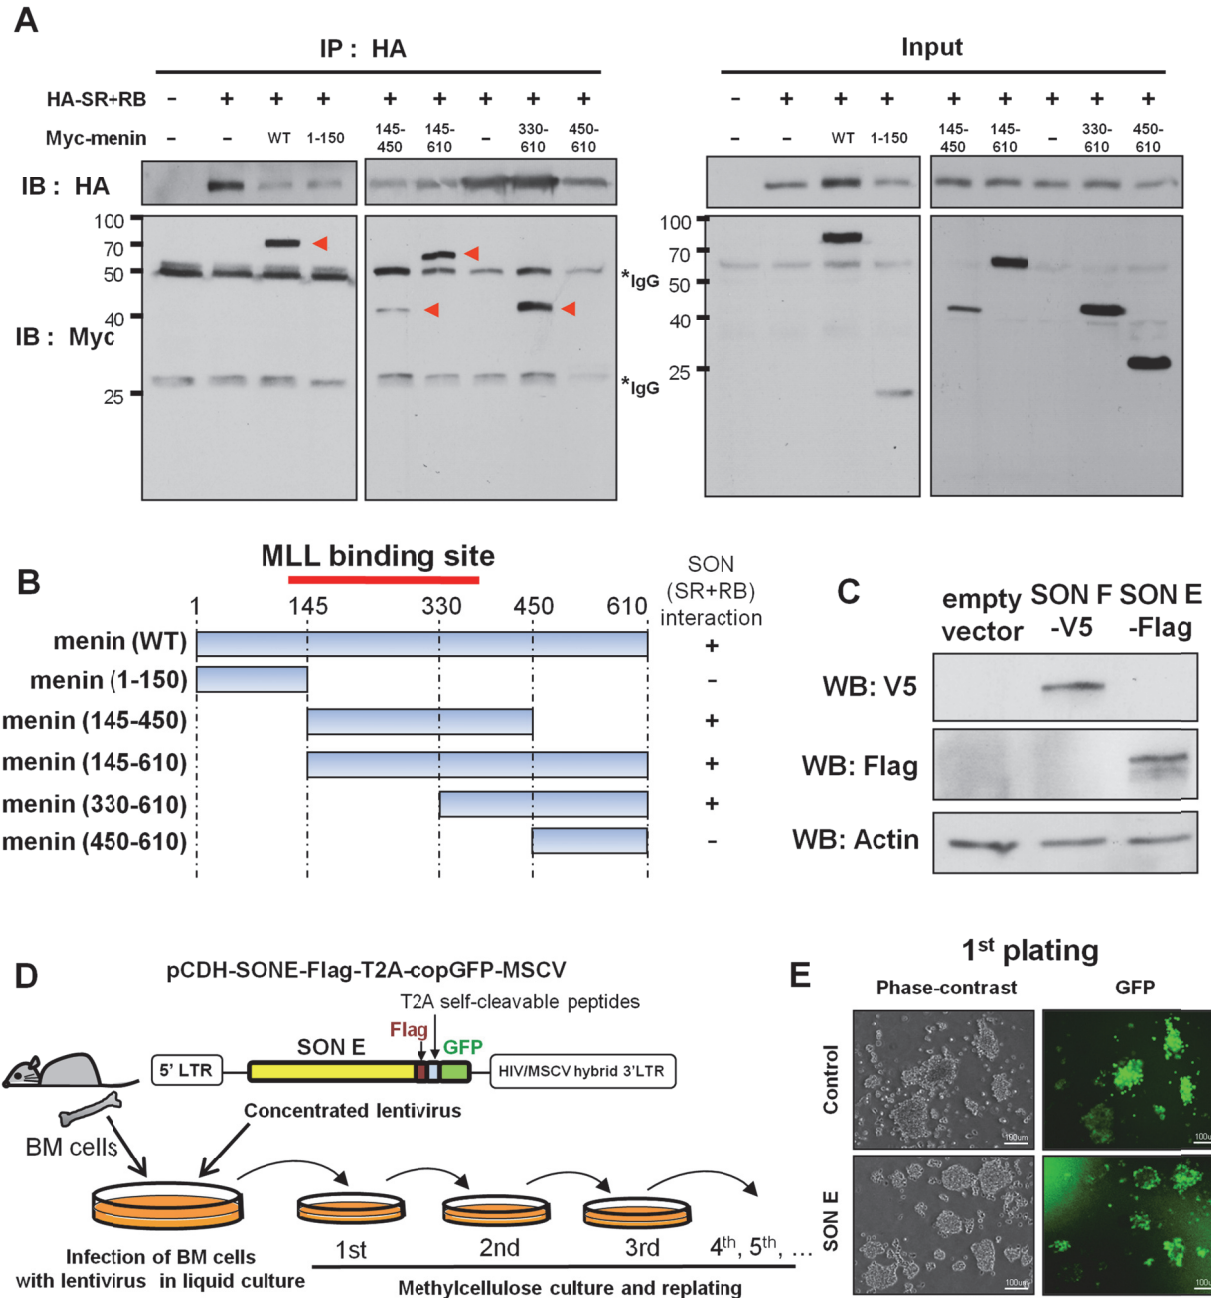 A
IP : HA
Input
HA-SR+RB - + + + + + + + + - + + + + + + + +
Myc-menin - - WT 1-150 145-450 145-610 - 330-610 450-610 - - WT 1-150 145-450 145-610 - 330-610 450-610
IB : HA
IB : Myc
100
70
50
40
25
*IgG
*IgG
100
70
50
40
25
B
MLL binding site
SON
(SR+RB)
interaction
1 145 330 450 610
menin (WT) +
menin (1-150) -
menin (145-450) +
menin (145-610) +
menin (330-610) +
menin (450-610) -
C
empty vector SON F -V5 SON E -Flag
WB: V5
WB: Flag
WB: Actin
D
pCDH-SONE-Flag-T2A-copGFP-MSCV
T2A self-cleavable peptides
Flag
SON E GFP
5' LTR
HIV/MSCV hybrid 3'LTR
Concentrated lentivirus
BM cells
Infection of BM cells
with lentivirus in liquid culture
1st 2nd 3rd 4th, 5th, ...
Methylcellulose culture and replating
E
1st plating
Phase-contrast GFP
Control
100um
100u
SON E
100um
100u